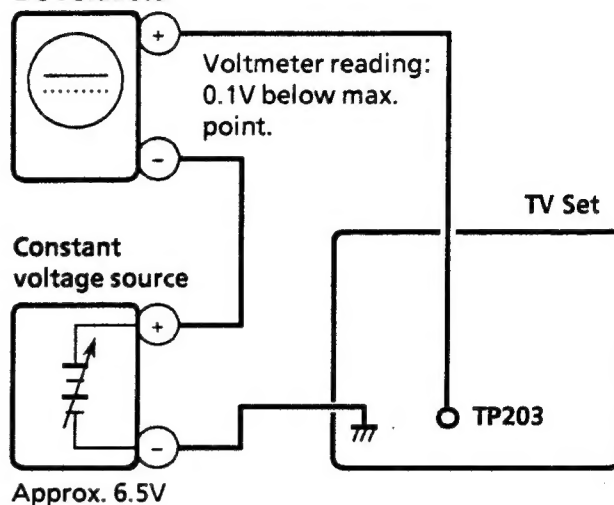 +
Voltmeter reading:
0.1V below max.
point.
−
TV Set
Constant
voltage source
+
−
TP203
Approx. 6.5V